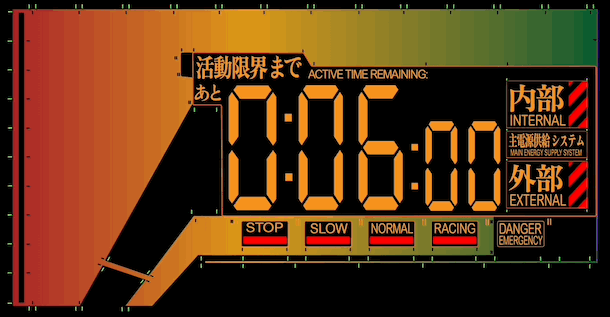 活動限界まで ACTIVE TIME REMAINING:
あと 0:06:00
内部
INTERNAL
主電源供給システム
MAIN ENERGY SUPPLY SYSTEM
外部
EXTERNAL
STOP SLOW NORMAL RACING DANGER
EMERGENCY